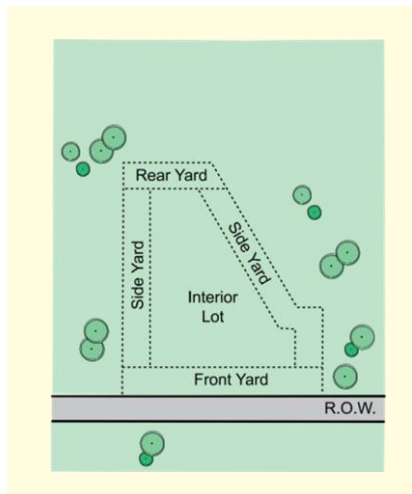 Rear Yard
Side Yard
Side Yard
Interior
Lot
Front Yard
R.O.W.